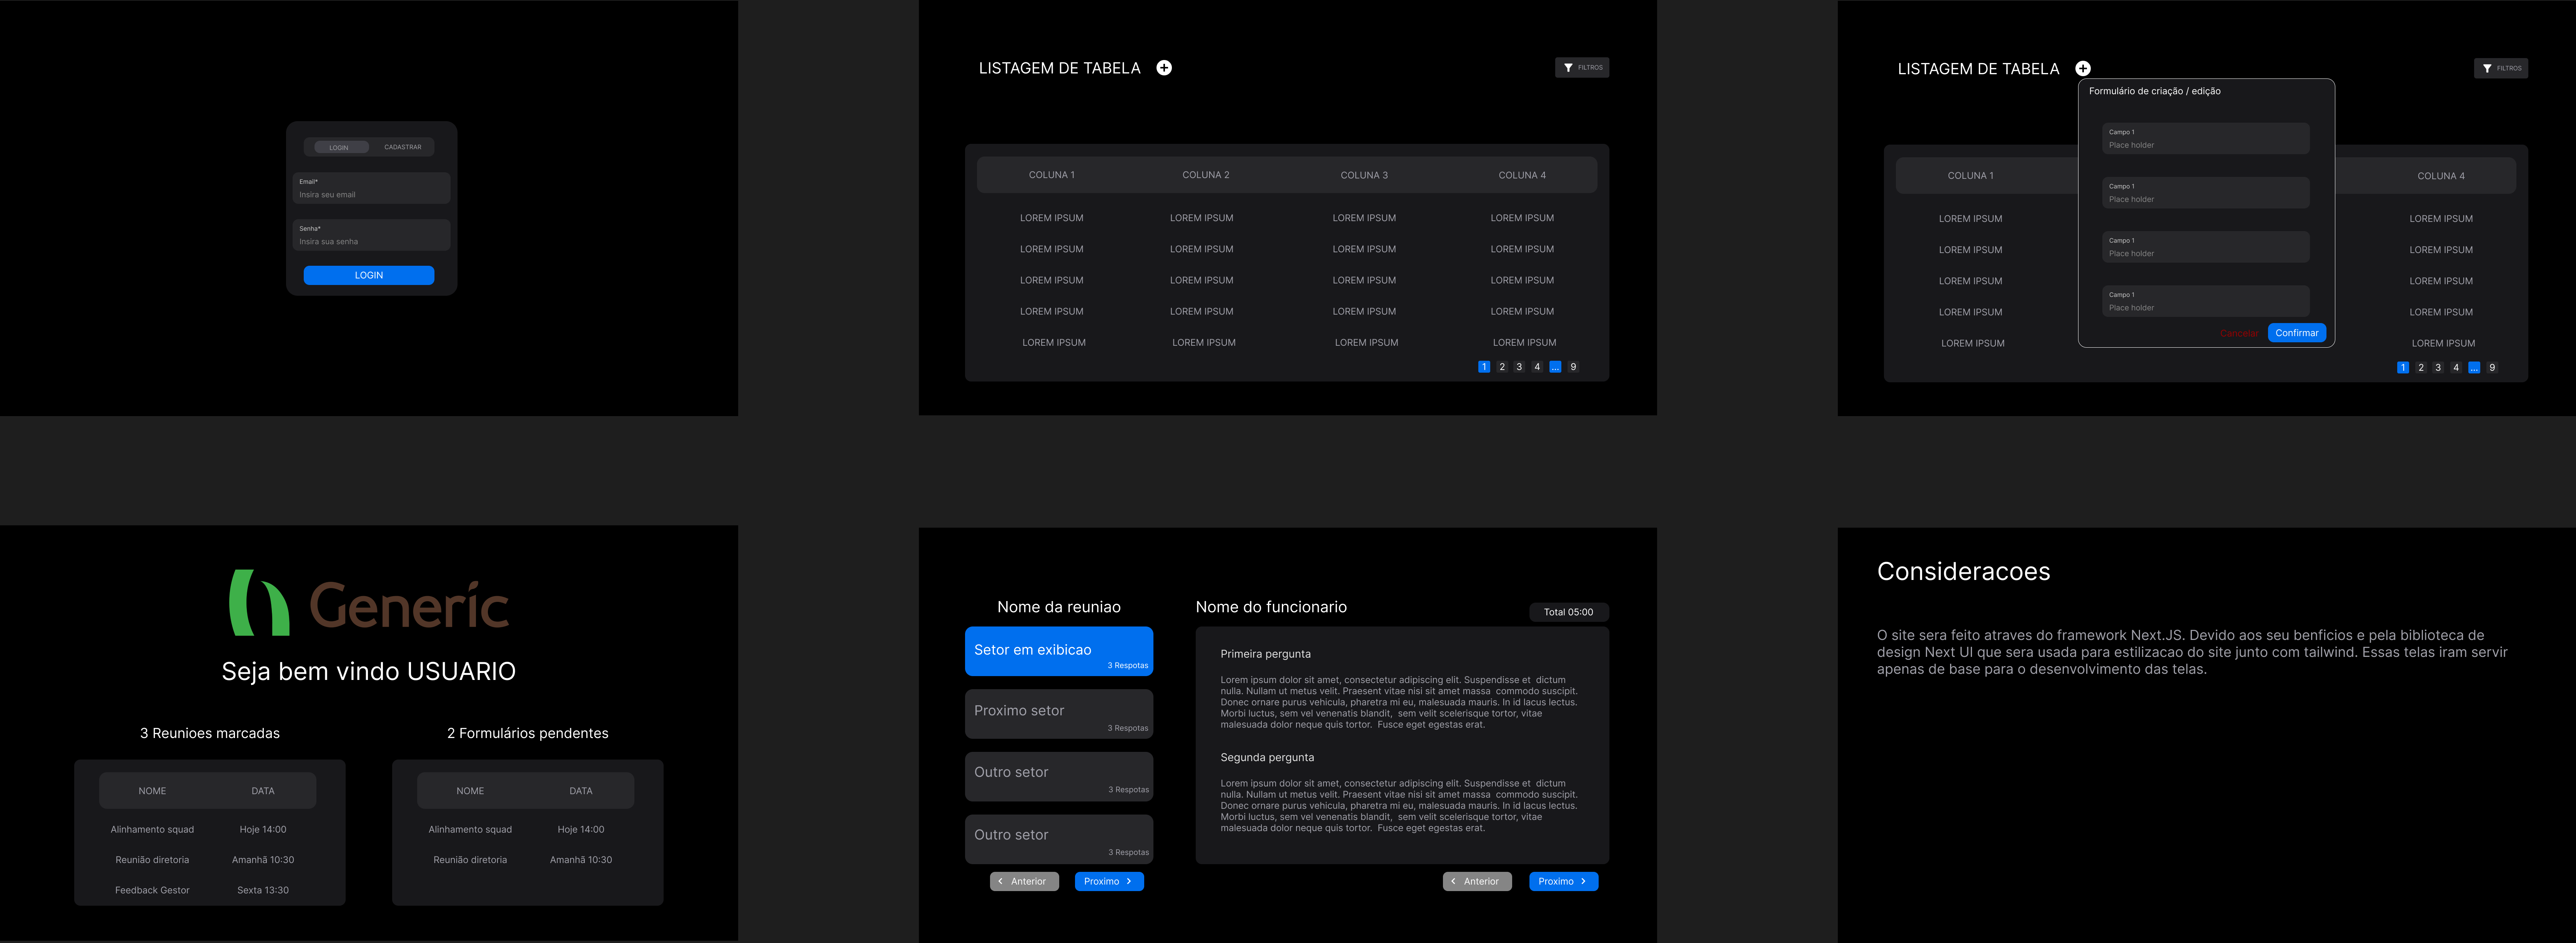 LOGIN
CADASTRAR
Email*
Insira seu email
Senha*
Insira sua senha
LOGIN
LISTAGEM DE TABELA
FILTROS
COLUNA 1 COLUNA 2 COLUNA 3 COLUNA 4
LOREM IPSUM LOREM IPSUM LOREM IPSUM LOREM IPSUM
LOREM IPSUM LOREM IPSUM LOREM IPSUM LOREM IPSUM
LOREM IPSUM LOREM IPSUM LOREM IPSUM LOREM IPSUM
LOREM IPSUM LOREM IPSUM LOREM IPSUM LOREM IPSUM
LOREM IPSUM LOREM IPSUM LOREM IPSUM LOREM IPSUM
1 2 3 4 ... 9
LISTAGEM DE TABELA
FILTROS
Formulário de criação / edição
Campo 1
Place holder
Campo 1
Place holder
Campo 1
Place holder
Campo 1
Place holder
Cancelar Confirmar
COLUNA 1 COLUNA 4
LOREM IPSUM LOREM IPSUM
LOREM IPSUM LOREM IPSUM
LOREM IPSUM LOREM IPSUM
LOREM IPSUM LOREM IPSUM
LOREM IPSUM LOREM IPSUM
1 2 3 4 ... 9
Generic
Seja bem vindo USUARIO
3 Reunioes marcadas
NOME DATA
Alinhamento squad Hoje 14:00
Reunião diretoria Amanhã 10:30
Feedback Gestor Sexta 13:30
2 Formulários pendentes
NOME DATA
Alinhamento squad Hoje 14:00
Reunião diretoria Amanhã 10:30
Nome da reuniao
Setor em exibicao
3 Respotas
Proximo setor
3 Respotas
Outro setor
3 Respotas
Outro setor
3 Respotas
Anterior Proximo
Nome do funcionario
Total 05:00
Primeira pergunta
Lorem ipsum dolor sit amet, consectetur adipiscing elit. Suspendisse et dictum
nulla. Nullam ut metus velit. Praesent vitae nisi sit amet massa commodo suscipit.
Donec ornare purus vehicula, pharetra mi eu, malesuada mauris. In id lacus lectus.
Morbi luctus, sem vel venenatis blandit, sem velit scelerisque tortor, vitae
malesuada dolor neque quis tortor. Fusce eget egestas erat.
Segunda pergunta
Lorem ipsum dolor sit amet, consectetur adipiscing elit. Suspendisse et dictum
nulla. Nullam ut metus velit. Praesent vitae nisi sit amet massa commodo suscipit.
Donec ornare purus vehicula, pharetra mi eu, malesuada mauris. In id lacus lectus.
Morbi luctus, sem vel venenatis blandit, sem velit scelerisque tortor, vitae
malesuada dolor neque quis tortor. Fusce eget egestas erat.
Anterior Proximo
Consideracoes
O site sera feito atraves do framework Next.JS. Devido aos seu benficios e pela biblioteca de
design Next UI que sera usada para estilizacao do site junto com tailwind. Essas telas iram servir
apenas de base para o desenvolvimento das telas.